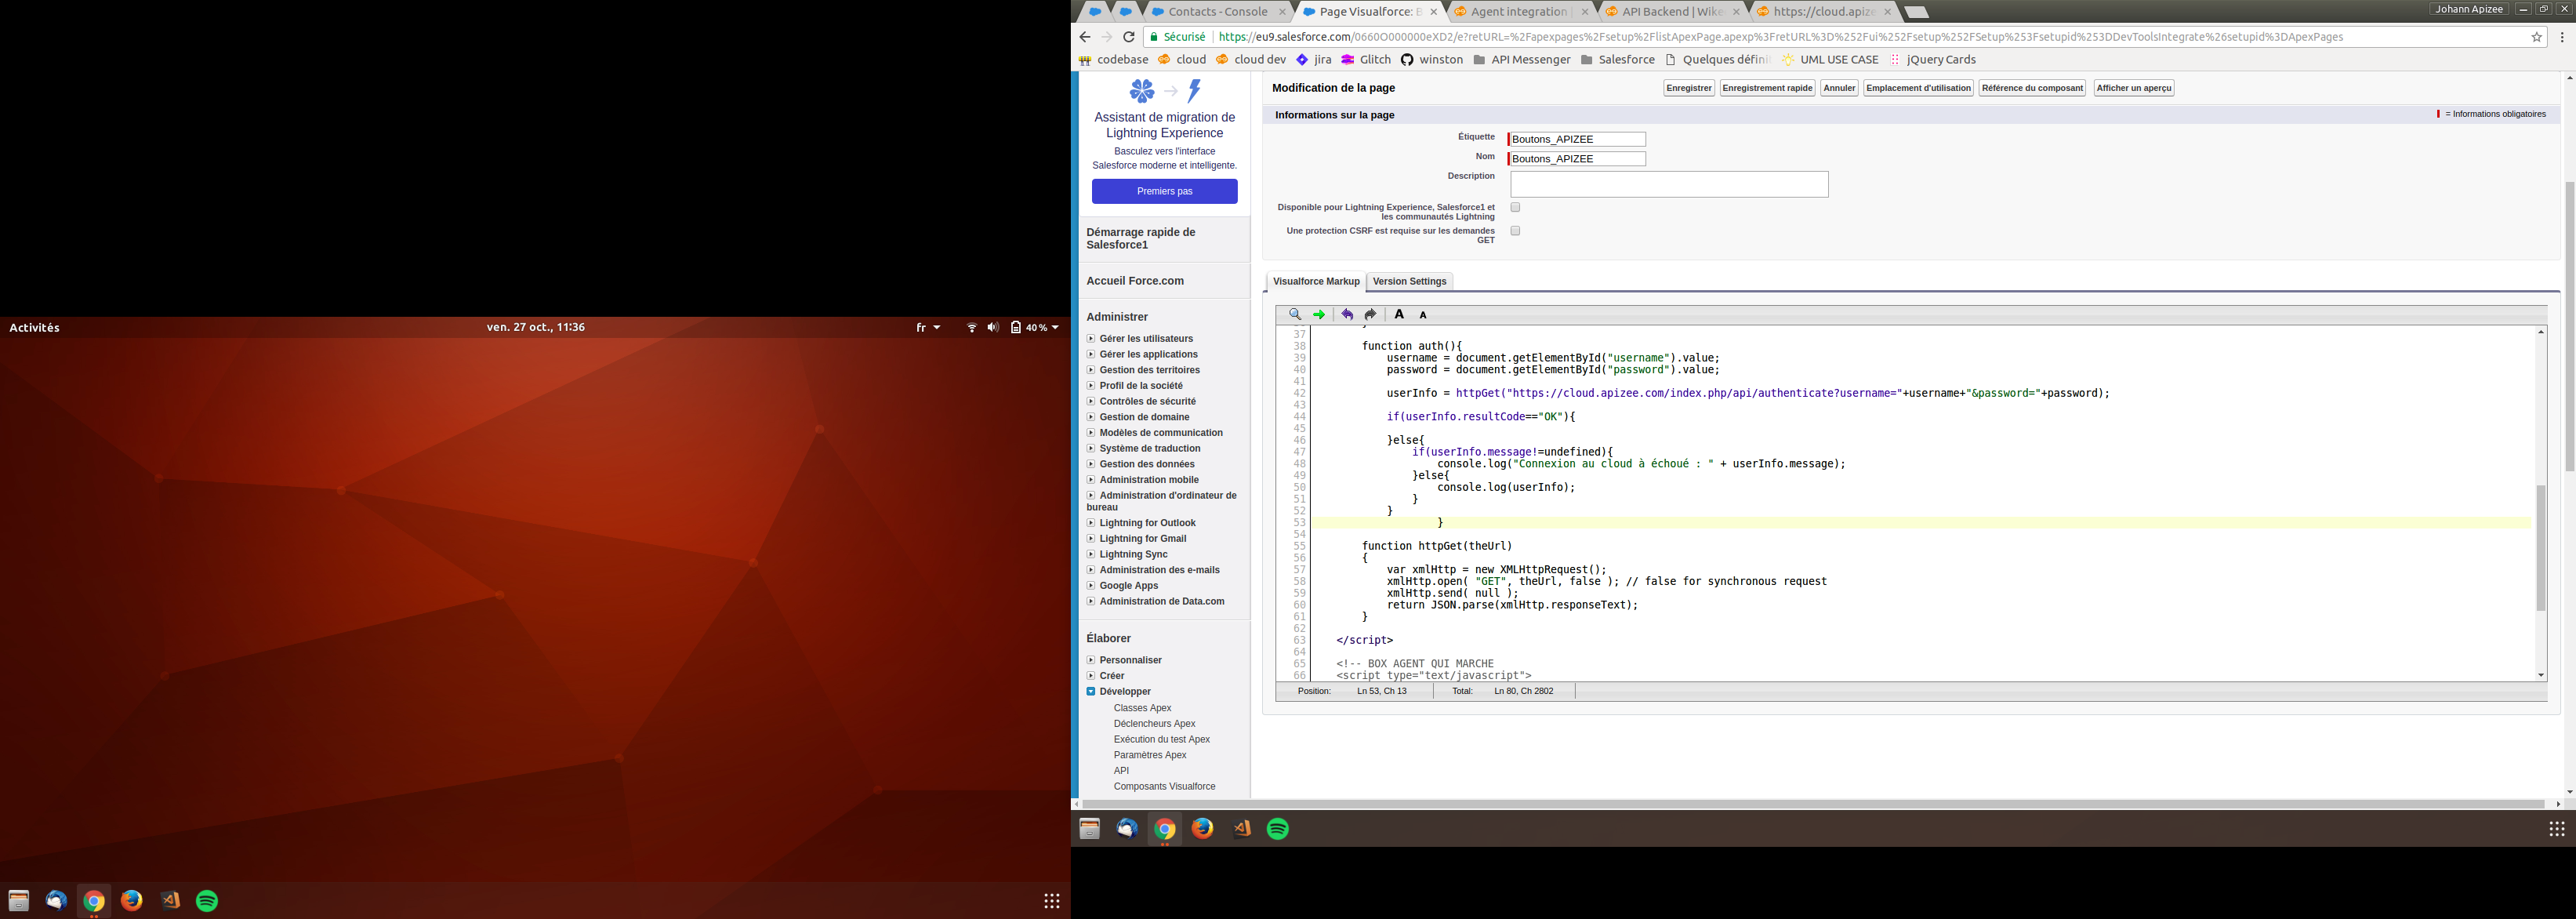 Activités
ven. 27 oct., 11:36
fr
40 %
Contacts - Console
Page Visualforce: B
Agent integration |
API Backend | Wike
https://cloud.apize
Johann Apizee
Sécurisé
https://eu9.salesforce.com/0660O000000eXD2/e?retURL=%2Fapexpages%2Fsetup%2FlistApexPage.apexp%3FretURL%3D%252Fui%252Fsetup%252FSetup%253Fsetupid%253DDevToolsIntegrate%26setupid%3DApexPages
codebase
cloud
cloud dev
jira
Glitch
winston
API Messenger
Salesforce
Quelques défini
UML USE CASE
jQuery Cards
Assistant de migration de
Lightning Experience
Basculez vers l'interface
Salesforce moderne et intelligente.
Premiers pas
Démarrage rapide de
Salesforce1
Accueil Force.com
Administrer
Gérer les utilisateurs
Gérer les applications
Gestion des territoires
Profil de la société
Contrôles de sécurité
Gestion de domaine
Modèles de communication
Système de traduction
Gestion des données
Administration mobile
Administration d'ordinateur de
bureau
Lightning for Outlook
Lightning for Gmail
Lightning Sync
Administration des e-mails
Google Apps
Administration de Data.com
Élaborer
Personnaliser
Créer
Développer
Classes Apex
Déclencheurs Apex
Exécution du test Apex
Paramètres Apex
API
Composants Visualforce
Modification de la page
Enregistrer
Enregistrement rapide
Annuler
Emplacement d'utilisation
Référence du composant
Afficher un aperçu
Informations sur la page
= Informations obligatoires
Étiquette
Boutons_APIZEE
Nom
Boutons_APIZEE
Description
Disponible pour Lightning Experience, Salesforce1 et
les communautés Lightning
Une protection CSRF est requise sur les demandes
GET
Visualforce Markup
Version Settings
A
A
37
38 function auth(){
39 username = document.getElementById("username").value;
40 password = document.getElementById("password").value;
41
42 userInfo = httpGet("https://cloud.apizee.com/index.php/api/authenticate?username="+username+"&password="+password);
43
44 if(userInfo.resultCode=="OK"){
45
46 }else{
47 if(userInfo.message!=undefined){
48 console.log("Connexion au cloud à échoué : " + userInfo.message);
49 }else{
50 console.log(userInfo);
51 }
52 }
53 }
54
55 function httpGet(theUrl)
56 {
57 var xmlHttp = new XMLHttpRequest();
58 xmlHttp.open( "GET", theUrl, false ); // false for synchronous request
59 xmlHttp.send( null );
60 return JSON.parse(xmlHttp.responseText);
61 }
62
63 </script>
64
65 <!-- BOX AGENT QUI MARCHE
66 <script type="text/javascript">
Position: Ln 53, Ch 13 Total: Ln 80, Ch 2802